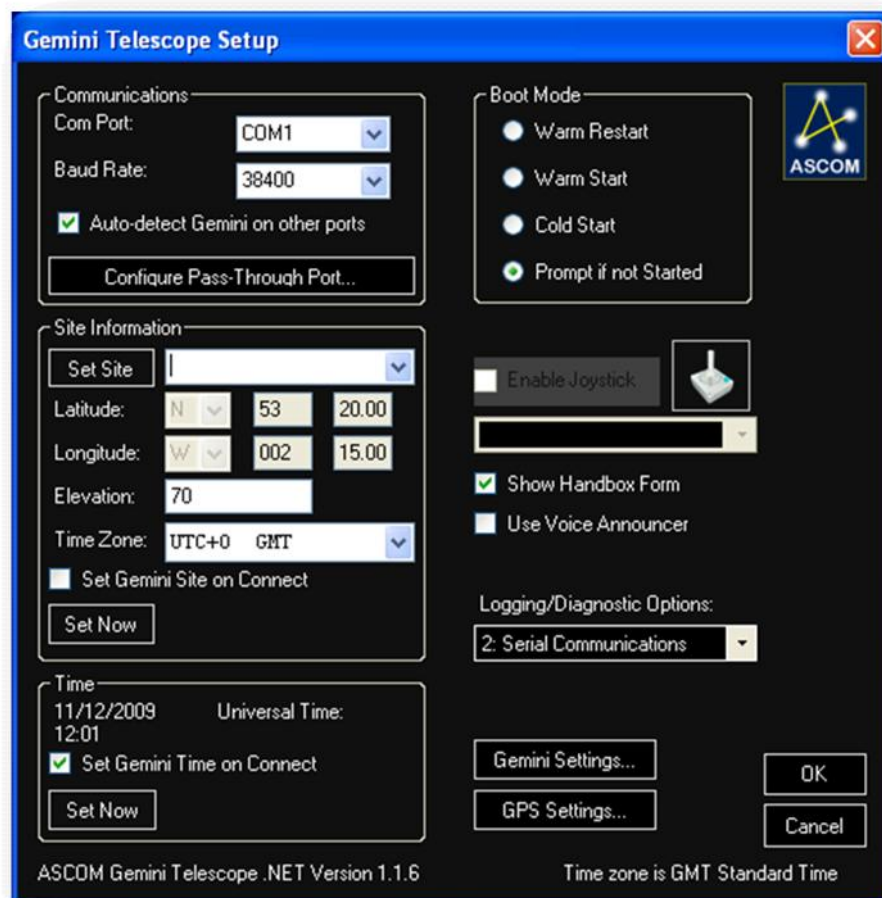 Gemini Telescope Setup
Communications
Com Port: COM1
Baud Rate: 38400
Auto-detect Gemini on other ports
Configure Pass-Through Port...
Site Information
Set Site
Latitude: N 53 20.00
Longitude: W 002 15.00
Elevation: 70
Time Zone: UTC+0 GMT
Set Gemini Site on Connect
Set Now
Time
11/12/2009 Universal Time:
12:01
Set Gemini Time on Connect
Set Now
Boot Mode
Warm Restart
Warm Start
Cold Start
Prompt if not Started
ASCOM
Enable Joystick
Show Handbox Form
Use Voice Announcer
Logging/Diagnostic Options:
2: Serial Communications
Gemini Settings...
GPS Settings...
OK
Cancel
ASCOM Gemini Telescope .NET Version 1.1.6
Time zone is GMT Standard Time